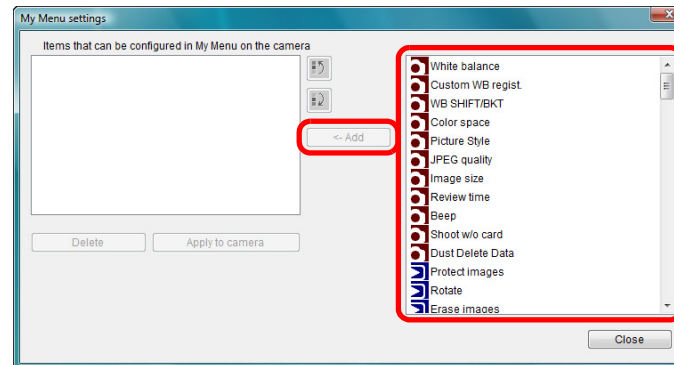 My Menu settings
Items that can be configured in My Menu on the camera
<- Add
Delete
Apply to camera
White balance
Custom WB regist.
WB SHIFT/BKT
Color space
Picture Style
JPEG quality
Image size
Review time
Beep
Shoot w/o card
Dust Delete Data
Protect images
Rotate
Erase images
Close